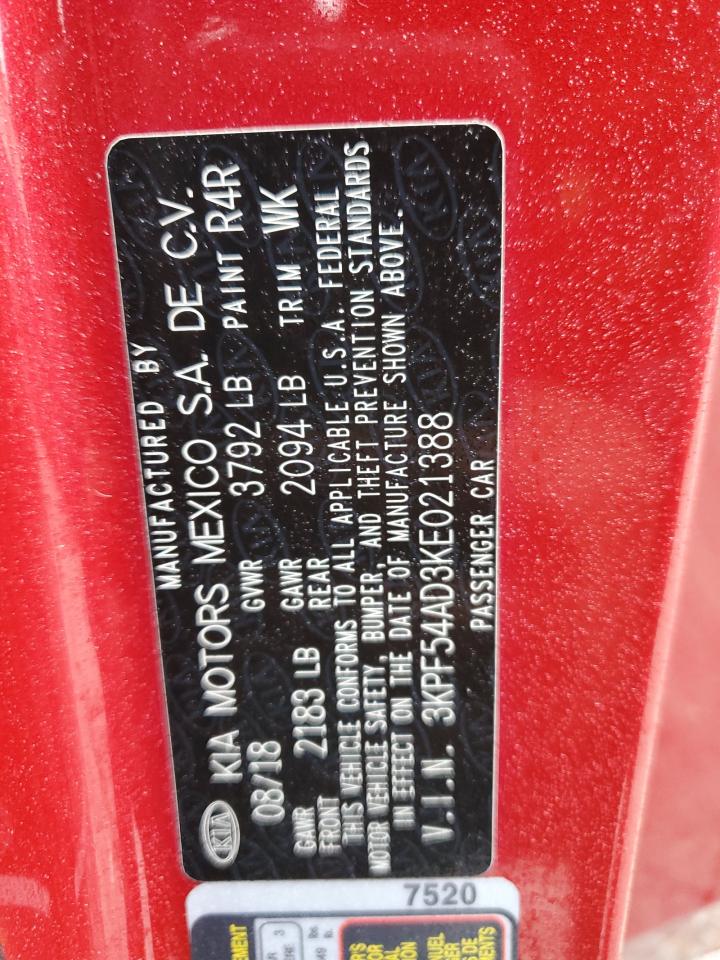 MANUFACTURED BY
KIA KIA MOTORS MEXICO S.A. DE C.V.
08/18 GVWR 3792 LB PAINT R4R
GAWR FRONT 2183 LB GAWR REAR 2094 LB TRIM WK
THIS VEHICLE CONFORMS TO ALL APPLICABLE U.S.A. FEDERAL
MOTOR VEHICLE SAFETY, BUMPER, AND THEFT PREVENTION STANDARDS
IN EFFECT ON THE DATE OF MANUFACTURE SHOWN ABOVE.
V.I.N. 3KPF54AD3KE021388
PASSENGER CAR
7520